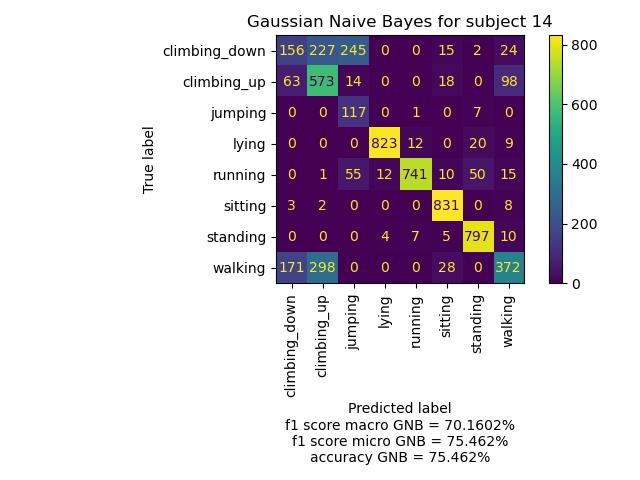 Gaussian Naive Bayes for subject 14
climbing_down 156 227 245 0 0 15 2 24
climbing_up 63 573 14 0 0 18 0 98
jumping 0 0 117 0 1 0 7 0
lying 0 0 0 823 12 0 20 9
running 0 1 55 12 741 10 50 15
sitting 3 2 0 0 0 831 0 8
standing 0 0 0 4 7 5 797 10
walking 171 298 0 0 0 28 0 372
True label
climbing_down climbing_up jumping lying running sitting standing walking
Predicted label
f1 score macro GNB = 70.1602%
f1 score micro GNB = 75.462%
accuracy GNB = 75.462%
800
600
400
200
0